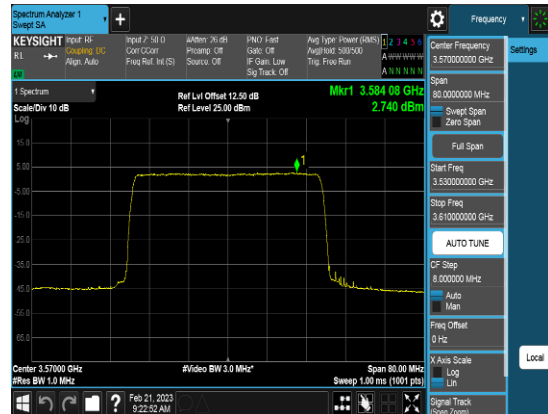 Spectrum Analyzer 1
Swept SA
+
Frequency
KEYSIGHT
RL
Input: RF
Coupling: DC
Align: Auto
Input Z: 50 Ω
Corr CCorr
Freq Ref: Int (S)
#Atten: 26 dB
Preamp: Off
Source: Off
PNO: Fast
Gate: Off
IF Gain: Low
Sig Track: Off
Avg Type: Power (RMS)
Avg|Hold: 500/500
Trig: Free Run
1 2 3 4 5 6
A W W W W W
A N N N N N
LXI
1 Spectrum
Scale/Div 10 dB
Log
Ref Lvl Offset 12.50 dB
Ref Level 25.00 dBm
Mkr1 3.584 08 GHz
2.740 dBm
15.0
5.00
-5.00
-15.0
-25.0
-35.0
-45.0
-55.0
-65.0
1
Center 3.57000 GHz
#Res BW 1.0 MHz
#Video BW 3.0 MHz*
Span 80.00 MHz
Sweep 1.00 ms (1001 pts)
?
Feb 21, 2023
9:22:52 AM
Center Frequency
3.570000000 GHz
Settings
Span
80.0000000 MHz
Swept Span
Zero Span
Full Span
Start Freq
3.530000000 GHz
Stop Freq
3.610000000 GHz
AUTO TUNE
CF Step
8.000000 MHz
Auto
Man
Freq Offset
0 Hz
X Axis Scale
Log
Lin
Local
Signal Track
(Span Zoom)